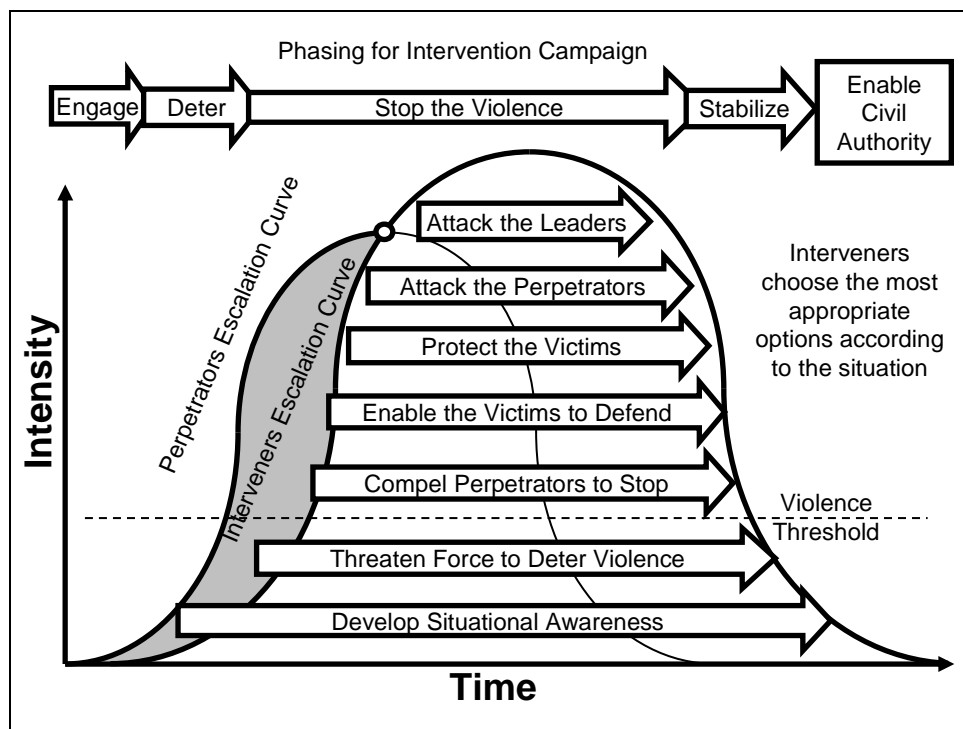 Phasing for Intervention Campaign
Engage
Deter
Stop the Violence
Stabilize
Enable
Civil
Authority
Perpetrators Escalation Curve
Interveners Escalation Curve
Attack the Leaders
Attack the Perpetrators
Protect the Victims
Enable the Victims to Defend
Compel Perpetrators to Stop
Threaten Force to Deter Violence
Develop Situational Awareness
Interveners
choose the most
appropriate
options according
to the situation
Violence
Threshold
Intensity
Time